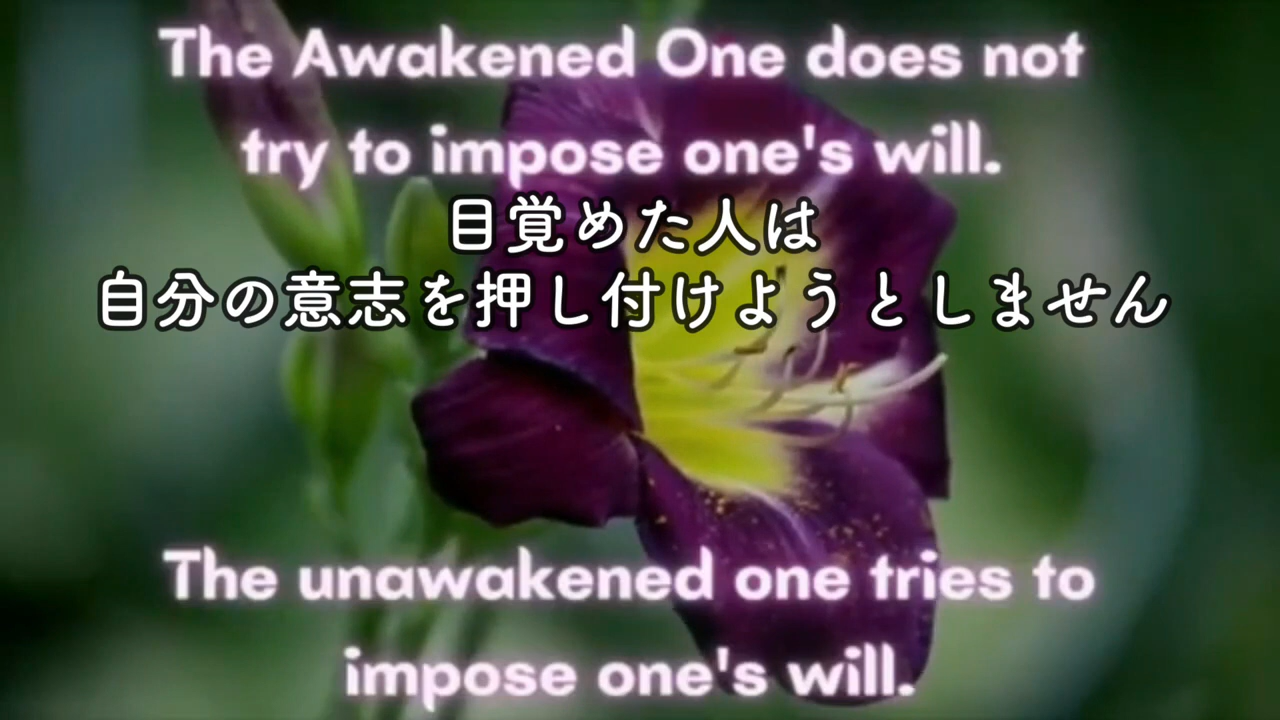 The Awakened One does not
try to impose one's will.
目覚めた人は
自分の意志を押し付けようとしません
The unawakened one tries to
impose one's will.